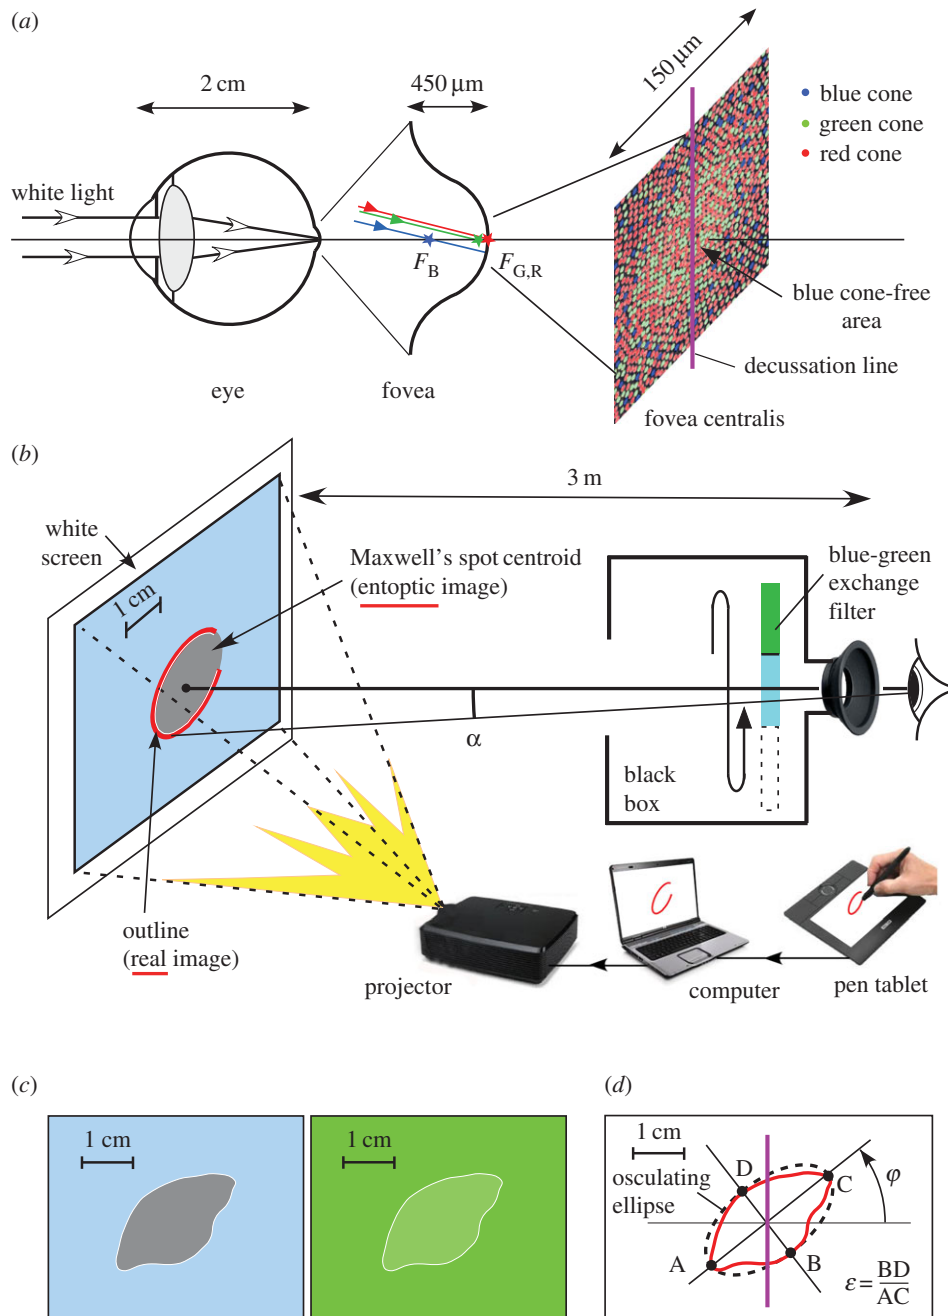 (a)
2 cm
450 µm
150 µm
blue cone
green cone
red cone
white light
F_B
F_G,R
blue cone-free
area
decussation line
eye
fovea
fovea centralis
(b)
3 m
white
screen
Maxwell's spot centroid
(entoptic image)
blue-green
exchange
filter
1 cm
α
black
box
outline
(real image)
projector
computer
pen tablet
(c)
(d)
1 cm
1 cm
1 cm
osculating
ellipse
D
C
φ
A
B
ε = BD
AC